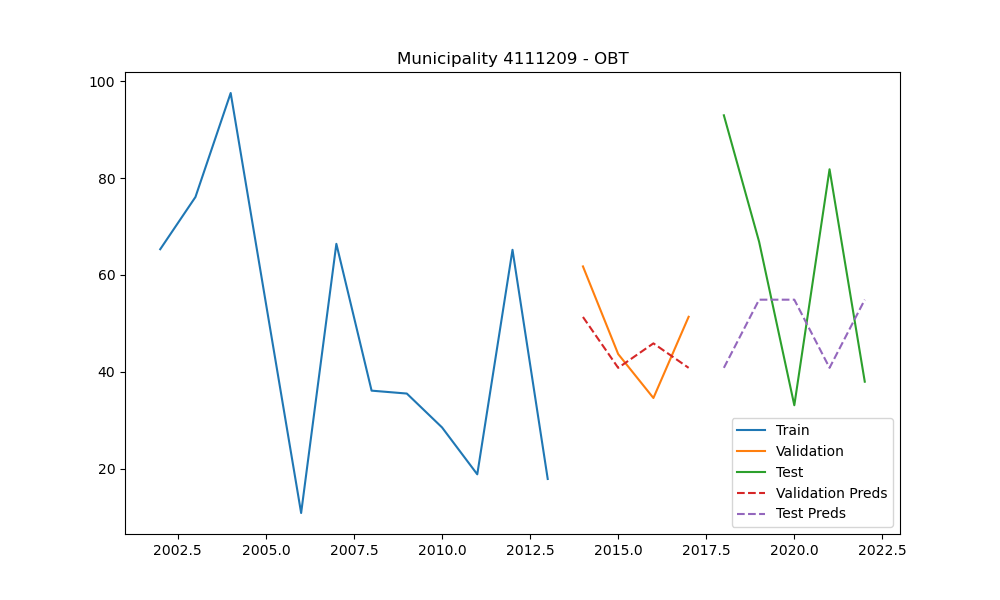 Municipality 4111209 - OBT
100
80
60
40
20
2002.5 2005.0 2007.5 2010.0 2012.5 2015.0 2017.5 2020.0 2022.5
Train
Validation
Test
Validation Preds
Test Preds